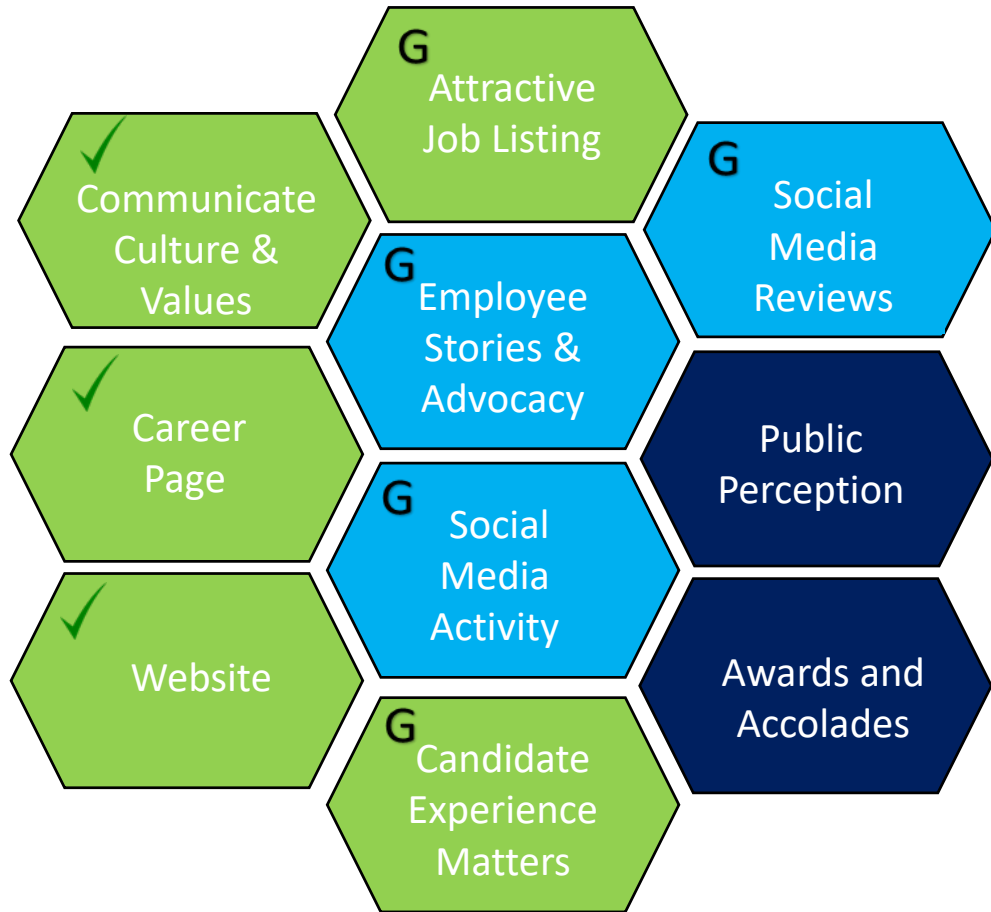 G
Attractive
Job Listing
Communicate
Culture &
Values
G
Social
Media
Reviews
G
Employee
Stories &
Advocacy
Career
Page
Public
Perception
G
Social
Media
Activity
Website
Awards and
Accolades
G
Candidate
Experience
Matters